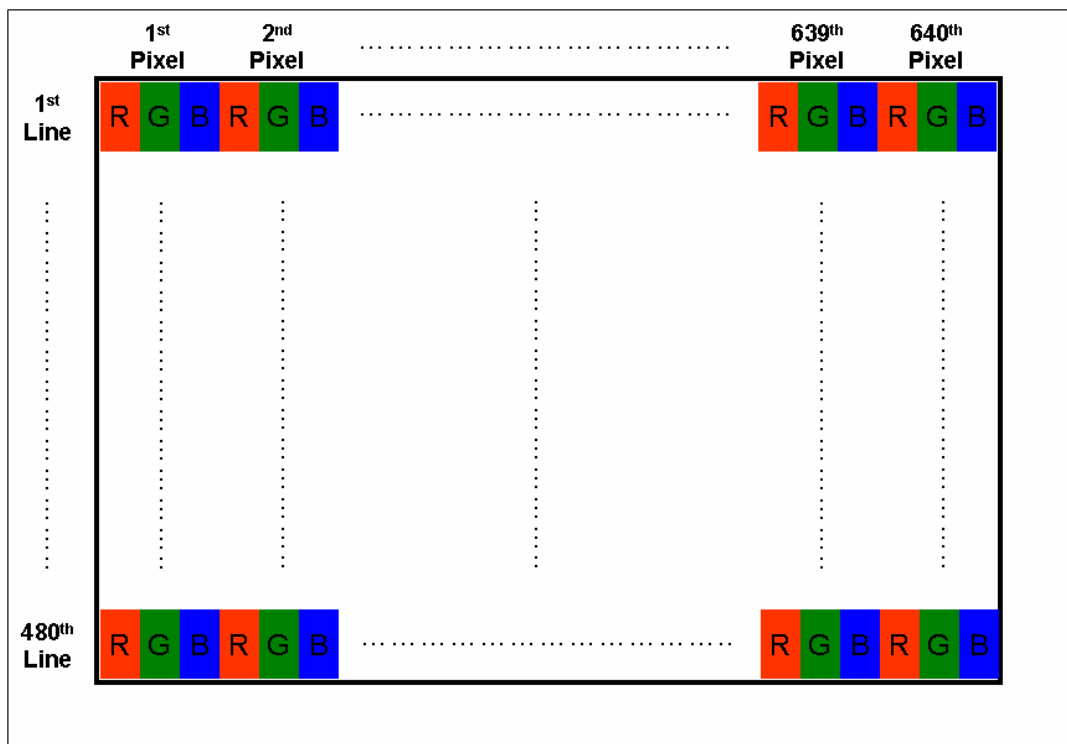 1st 2nd ........................ 639th 640th
Pixel Pixel Pixel Pixel
1st
Line
R G B R G B ........................ R G B R G B
480th
Line
R G B R G B ........................ R G B R G B